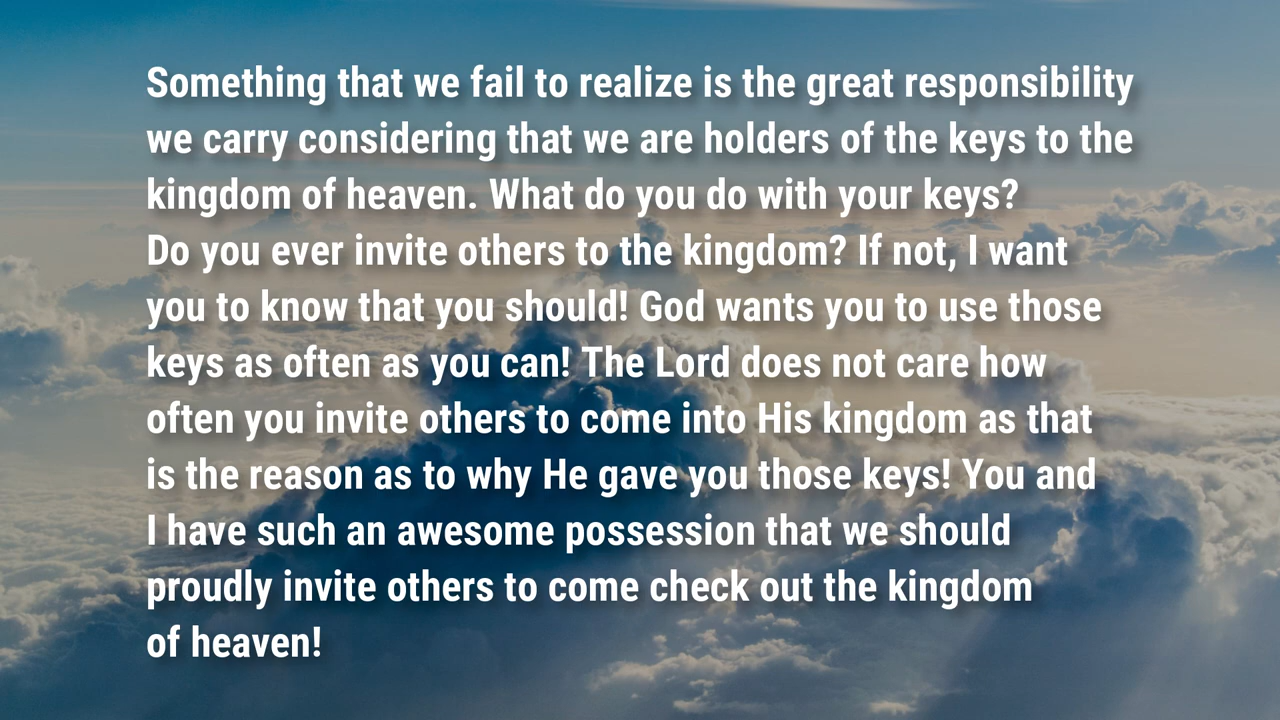 Something that we fail to realize is the great responsibility
we carry considering that we are holders of the keys to the
kingdom of heaven. What do you do with your keys?
Do you ever invite others to the kingdom? If not, I want
you to know that you should! God wants you to use those
keys as often as you can! The Lord does not care how
often you invite others to come into His kingdom as that
is the reason as to why He gave you those keys! You and
I have such an awesome possession that we should
proudly invite others to come check out the kingdom
of heaven!